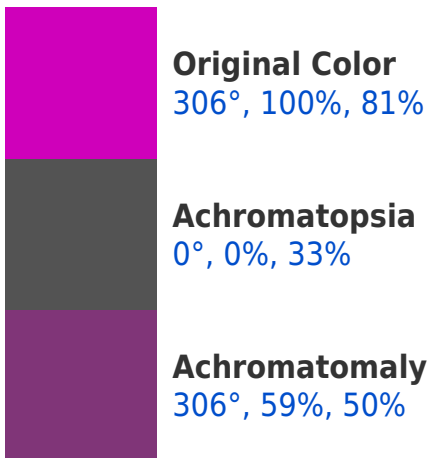 Original Color
306°, 100%, 81%
Achromatopsia
0°, 0%, 33%
Achromatomaly
306°, 59%, 50%